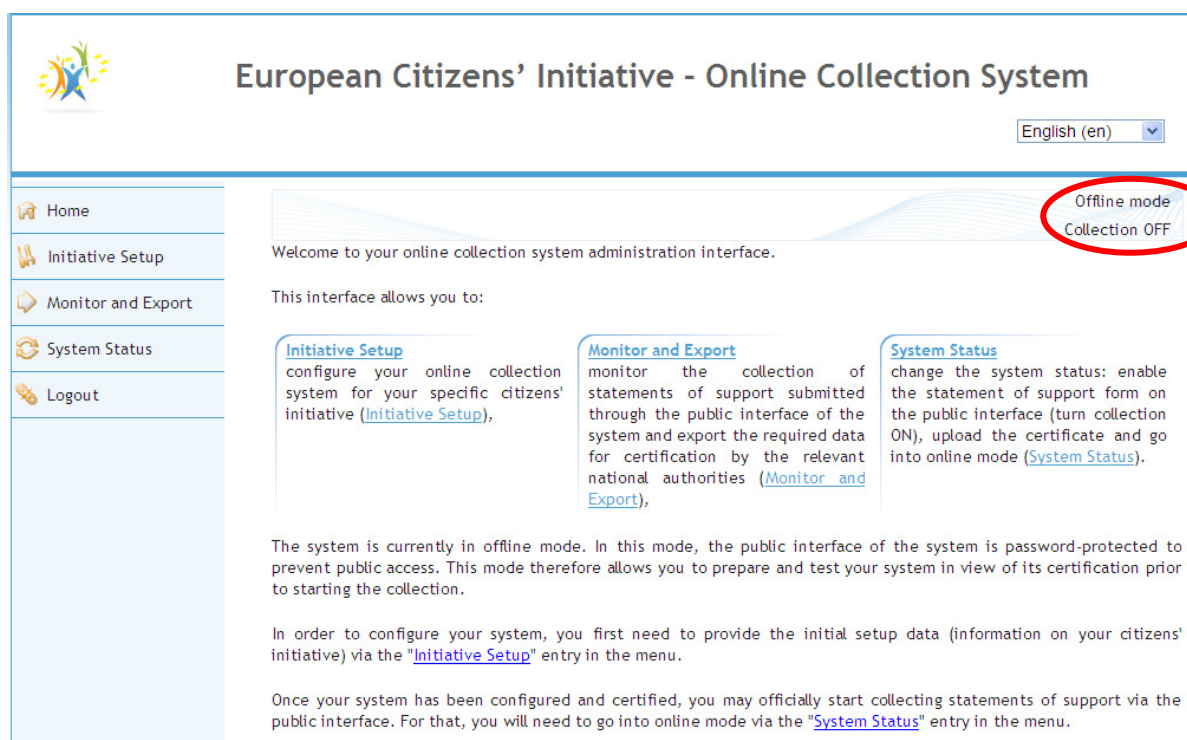 European Citizens’ Initiative - Online Collection System
English (en)
Home
Initiative Setup
Monitor and Export
System Status
Logout
Offline mode
Collection OFF
Welcome to your online collection system administration interface.
This interface allows you to:
Initiative Setup
configure your online collection
system for your specific citizens'
initiative (Initiative Setup),
Monitor and Export
monitor the collection of
statements of support submitted
through the public interface of the
system and export the required data
for certification by the relevant
national authorities (Monitor and
Export),
System Status
change the system status: enable
the statement of support form on
the public interface (turn collection
ON), upload the certificate and go
into online mode (System Status).
The system is currently in offline mode. In this mode, the public interface of the system is password-protected to
prevent public access. This mode therefore allows you to prepare and test your system in view of its certification prior
to starting the collection.
In order to configure your system, you first need to provide the initial setup data (information on your citizens'
initiative) via the "Initiative Setup" entry in the menu.
Once your system has been configured and certified, you may officially start collecting statements of support via the
public interface. For that, you will need to go into online mode via the "System Status" entry in the menu.